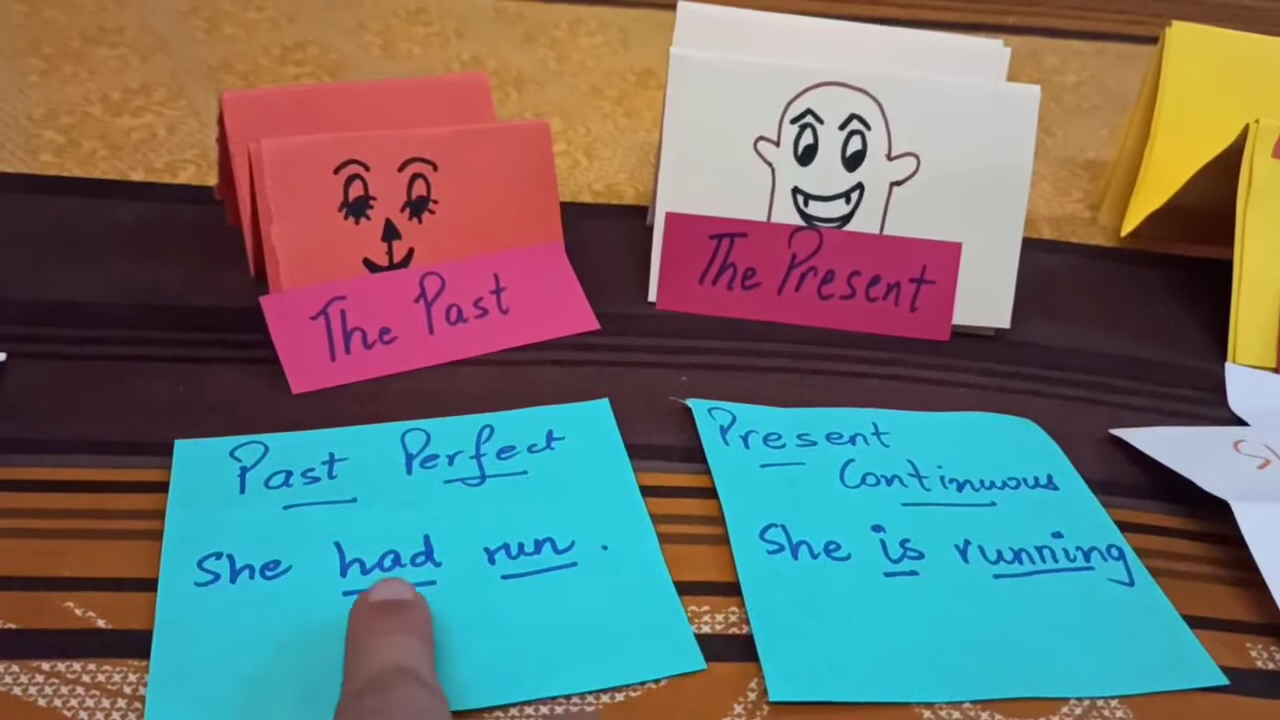 The Past
The Present
Past Perfect
She had run.
Present
Continuous
She is running